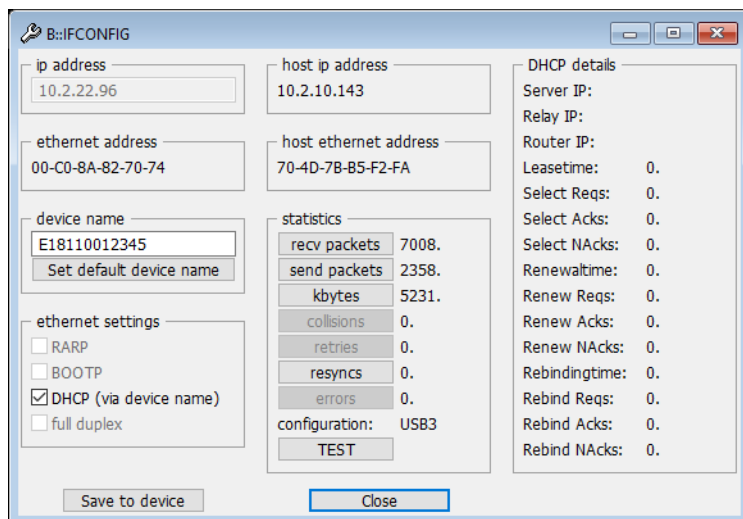 B::IFCONFIG
ip address
10.2.22.96
ethernet address
00-C0-8A-82-70-74
device name
E18110012345
Set default device name
ethernet settings
RARP
BOOTP
DHCP (via device name)
full duplex
Save to device
host ip address
10.2.10.143
host ethernet address
70-4D-7B-B5-F2-FA
statistics
recv packets 7008.
send packets 2358.
kbytes 5231.
collisions 0.
retries 0.
resyncs 0.
errors 0.
configuration: USB3
TEST
Close
DHCP details
Server IP:
Relay IP:
Router IP:
Leasetime: 0.
Select Reqs: 0.
Select Acks: 0.
Select NAcks: 0.
Renewaltime: 0.
Renew Reqs: 0.
Renew Acks: 0.
Renew NAcks: 0.
Rebindingtime: 0.
Rebind Reqs: 0.
Rebind Acks: 0.
Rebind NAcks: 0.